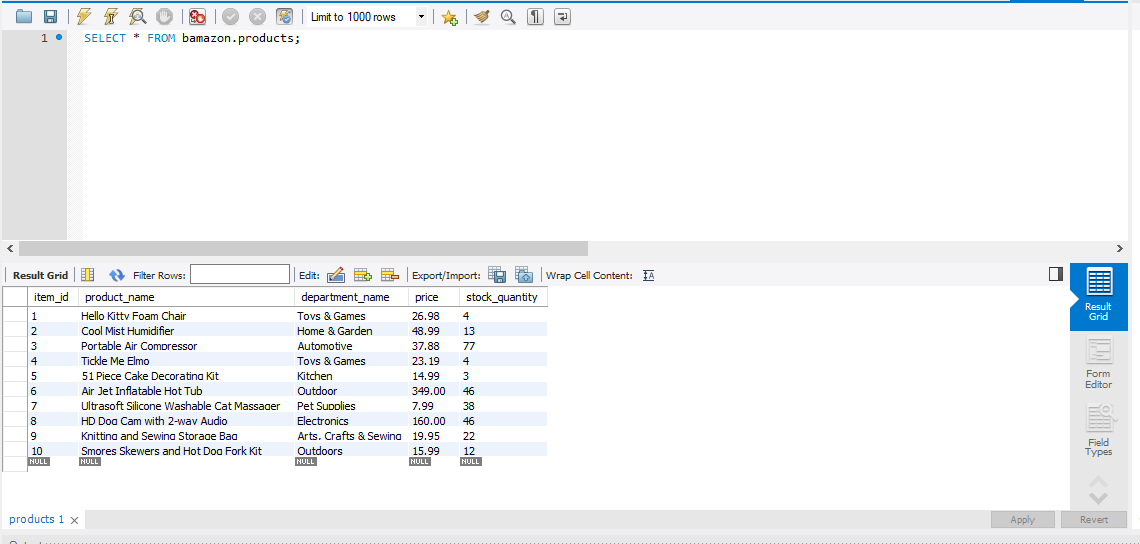 Limit to 1000 rows
1 SELECT * FROM bamazon.products;
Result Grid Filter Rows: Edit: Export/Import: Wrap Cell Content:
item_id product_name department_name price stock_quantity
1 Hello Kitty Foam Chair Toys & Games 26.98 4
2 Cool Mist Humidifier Home & Garden 48.99 13
3 Portable Air Compressor Automotive 37.88 77
4 Tickle Me Elmo Toys & Games 23.19 4
5 51 Piece Cake Decorating Kit Kitchen 14.99 3
6 Air Jet Inflatable Hot Tub Outdoor 349.00 46
7 Ultrasoft Silicone Washable Cat Massager Pet Supplies 7.99 38
8 HD Dog Cam with 2-way Audio Electronics 160.00 46
9 Knitting and Sewing Storage Bag Arts, Crafts & Sewing 19.95 22
10 Smores Skewers and Hot Dog Fork Kit Outdoors 15.99 12
NULL NULL NULL NULL NULL
Result
Grid
Form
Editor
Field
Types
products 1
Apply Revert